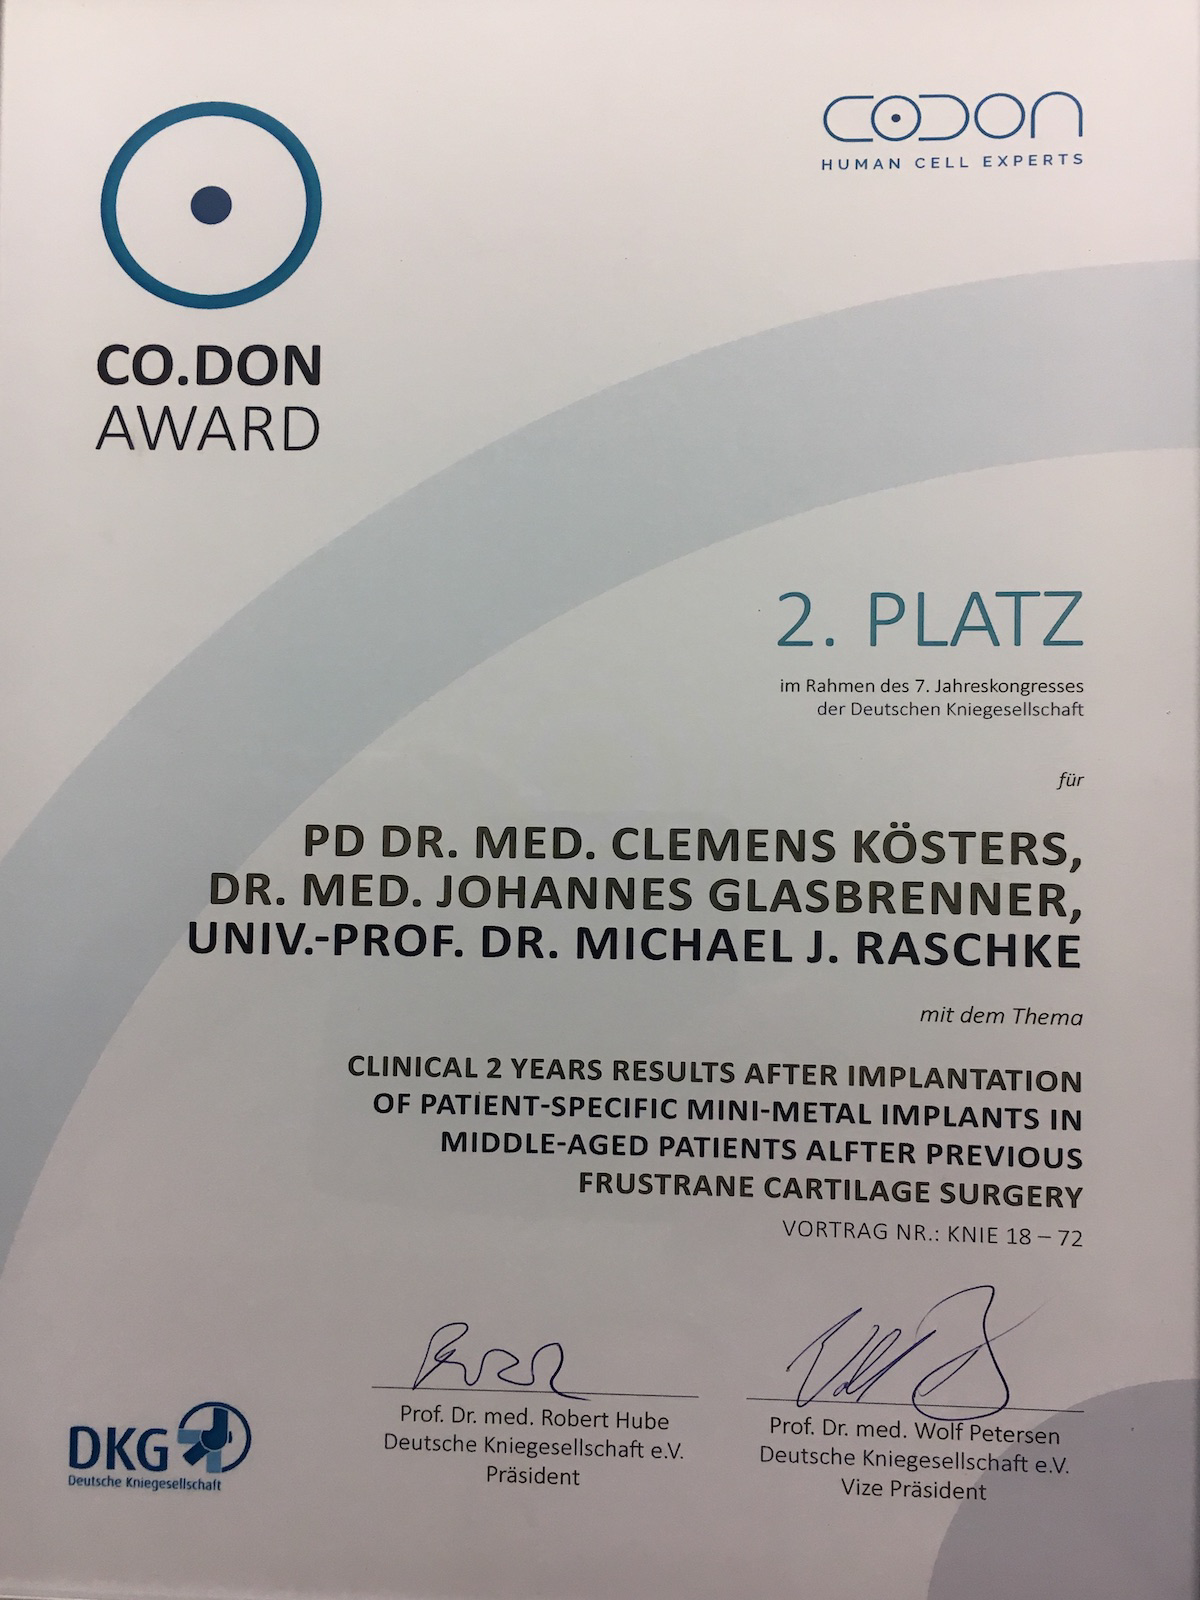 CODON
HUMAN CELL EXPERTS
CO.DON
AWARD
2. PLATZ
im Rahmen des 7. Jahreskongresses
der Deutschen Kniegesellschaft
für
PD DR. MED. CLEMENS KÖSTERS,
DR. MED. JOHANNES GLASBRENNER,
UNIV.-PROF. DR. MICHAEL J. RASCHKE
mit dem Thema
CLINICAL 2 YEARS RESULTS AFTER IMPLANTATION
OF PATIENT-SPECIFIC MINI-METAL IMPLANTS IN
MIDDLE-AGED PATIENTS ALFTER PREVIOUS
FRUSTRANE CARTILAGE SURGERY
VORTRAG NR.: KNIE 18 – 72
Prof. Dr. med. Robert Hube
Deutsche Kniegesellschaft e.V.
Präsident
Prof. Dr. med. Wolf Petersen
Deutsche Kniegesellschaft e.V.
Vize Präsident
DKG
Deutsche Kniegesellschaft